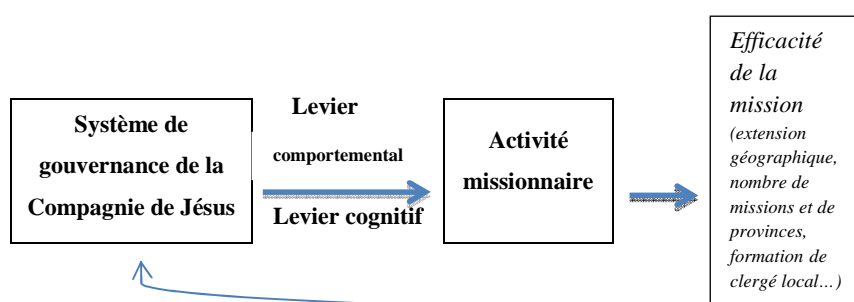 Système de
gouvernance de la
Compagnie de Jésus
Levier
comportemental
Levier cognitif
Activité
missionnaire
Efficacité
de la
mission
(extension
géographique,
nombre de
missions et de
provinces,
formation de
clergé local…)